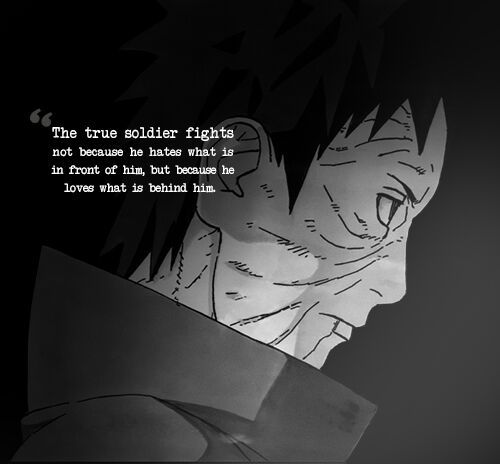 “
The true soldier fights
not because he hates what is
in front of him, but because he
loves what is behind him.